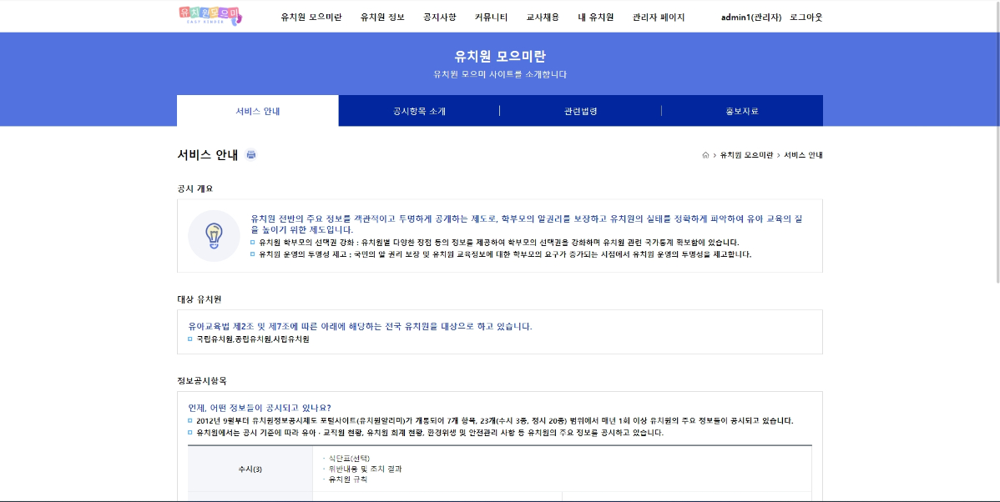 유치원모으미
EASY KINDER
유치원 모으미란 유치원 정보 공지사항 커뮤니티 교사채용 내 유치원 관리자 페이지 admin1(관리자) 로그아웃
유치원 모으미란
유치원 모으미 사이트를 소개합니다
서비스 안내 공시항목 소개 관련법령 홍보자료
서비스 안내
유치원 모으미란 > 서비스 안내
공시 개요
유치원 전반의 주요 정보를 객관적이고 투명하게 공개하는 제도로, 학부모의 알권리를 보장하고 유치원의 실태를 정확하게 파악하여 유아 교육의 질
을 높이기 위한 제도입니다.
유치원 학부모의 선택권 강화 : 유치원별 다양한 장점 등의 정보를 제공하여 학부모의 선택권을 강화하며 유치원 관련 국가통계 확보함에 있습니다.
유치원 운영의 투명성 제고 : 국민의 알 권리 보장 및 유치원 교육정보에 대한 학부모의 요구가 증가되는 시점에서 유치원 운영의 투명성을 제고합니다.
대상 유치원
유아교육법 제2조 및 제7조에 따른 아래에 해당하는 전국 유치원을 대상으로 하고 있습니다.
국립유치원,공립유치원,사립유치원
정보공시항목
언제, 어떤 정보들이 공시되고 있나요?
2012년 9월부터 유치원정보공시제도 포털사이트(유치원알리미)가 개통되어 7개 항목, 23개(수시 3종, 정시 20종) 범위에서 매년 1회 이상 유치원의 주요 정보들이 공시되고 있습니다.
유치원에서는 공시 기준에 따라 유아 · 교직원 현황, 유치원 회계 현황, 환경위생 및 안전관리 사항 등 유치원의 주요 정보를 공시하고 있습니다.
수시(3)
· 식단표(선택)
· 위반내용 및 조치 결과
· 유치원 규칙